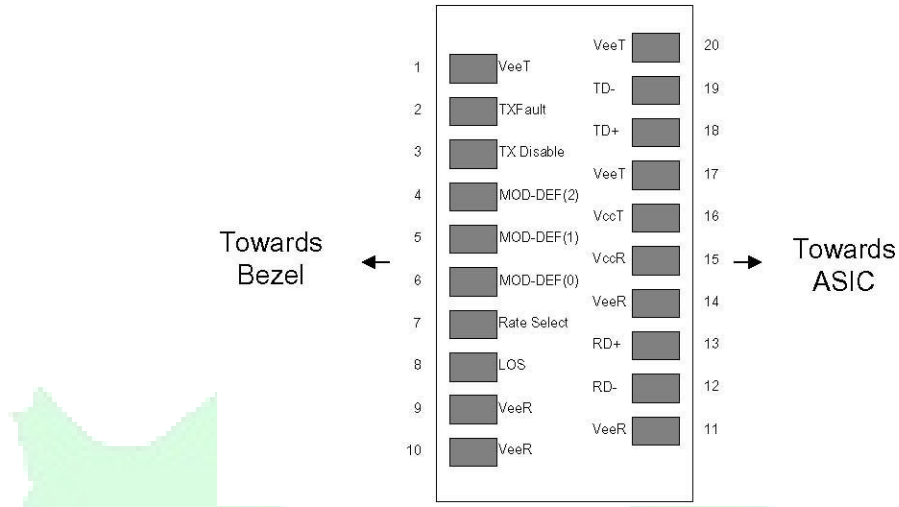 VeeT 20
1 VeeT
TD- 19
2 TXFault
TD+ 18
3 TX Disable
VeeT 17
4 MOD-DEF(2)
VccT 16
5 MOD-DEF(1)
Towards
Bezel
VccR 15
Towards
ASIC
6 MOD-DEF(0)
VeeR 14
7 Rate Select
RD+ 13
8 LOS
RD- 12
9 VeeR
VeeR 11
10 VeeR